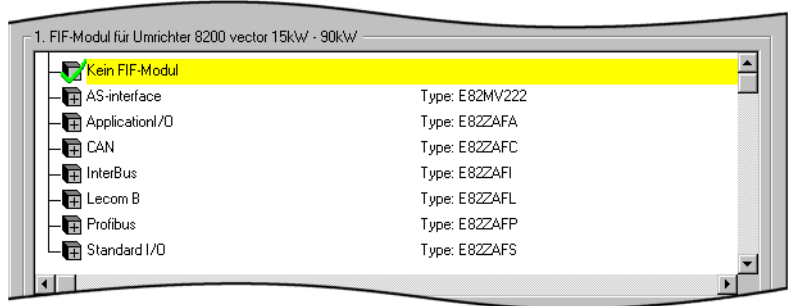 1. FIF-Modul für Umrichter 8200 vector 15kW - 90kW
Kein FIF-Modul
AS-interface Type: E82MV222
ApplicationI/O Type: E82ZAFA
CAN Type: E82ZAFC
InterBus Type: E82ZAFI
Lecom B Type: E82ZAFL
Profibus Type: E82ZAFP
Standard I/O Type: E82ZAFS